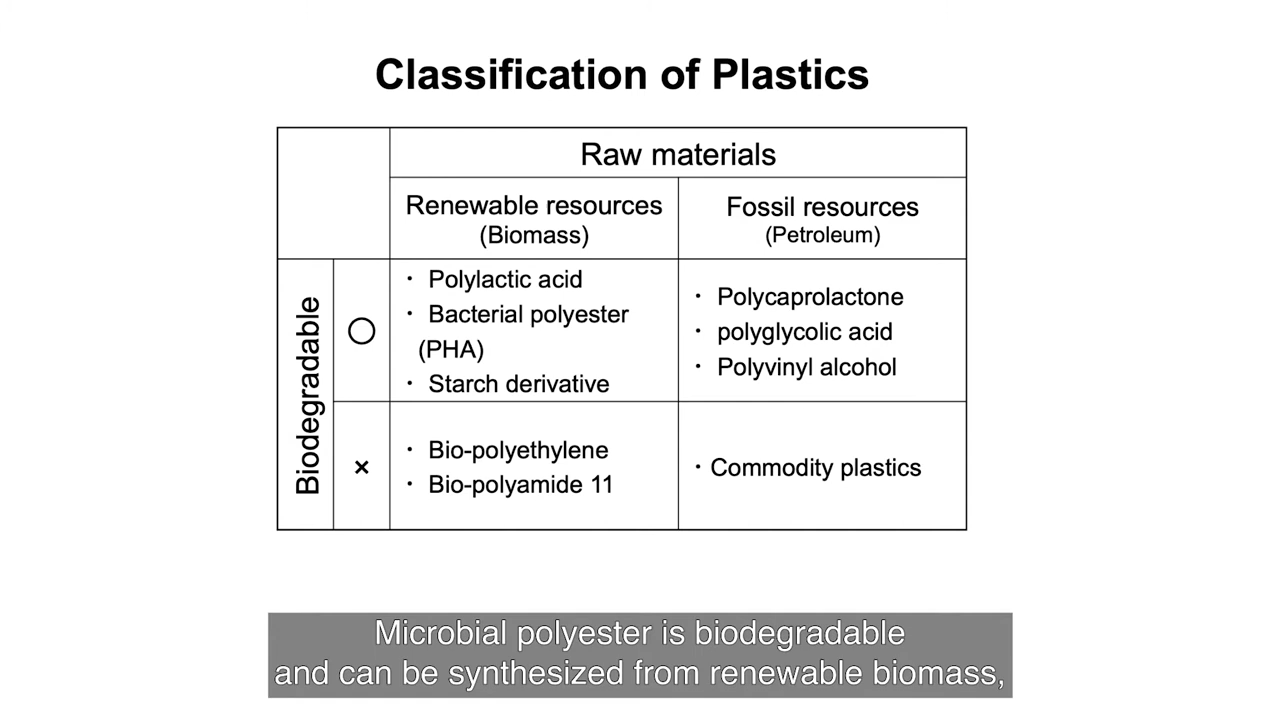 Classification of Plastics
Raw materials
Renewable resources
(Biomass)
Fossil resources
(Petroleum)
Biodegradable
○
・ Polylactic acid
・ Bacterial polyester
(PHA)
・ Starch derivative
・ Polycaprolactone
・ polyglycolic acid
・ Polyvinyl alcohol
×
・ Bio-polyethylene
・ Bio-polyamide 11
・Commodity plastics
Microbial polyester is biodegradable
and can be synthesized from renewable biomass,